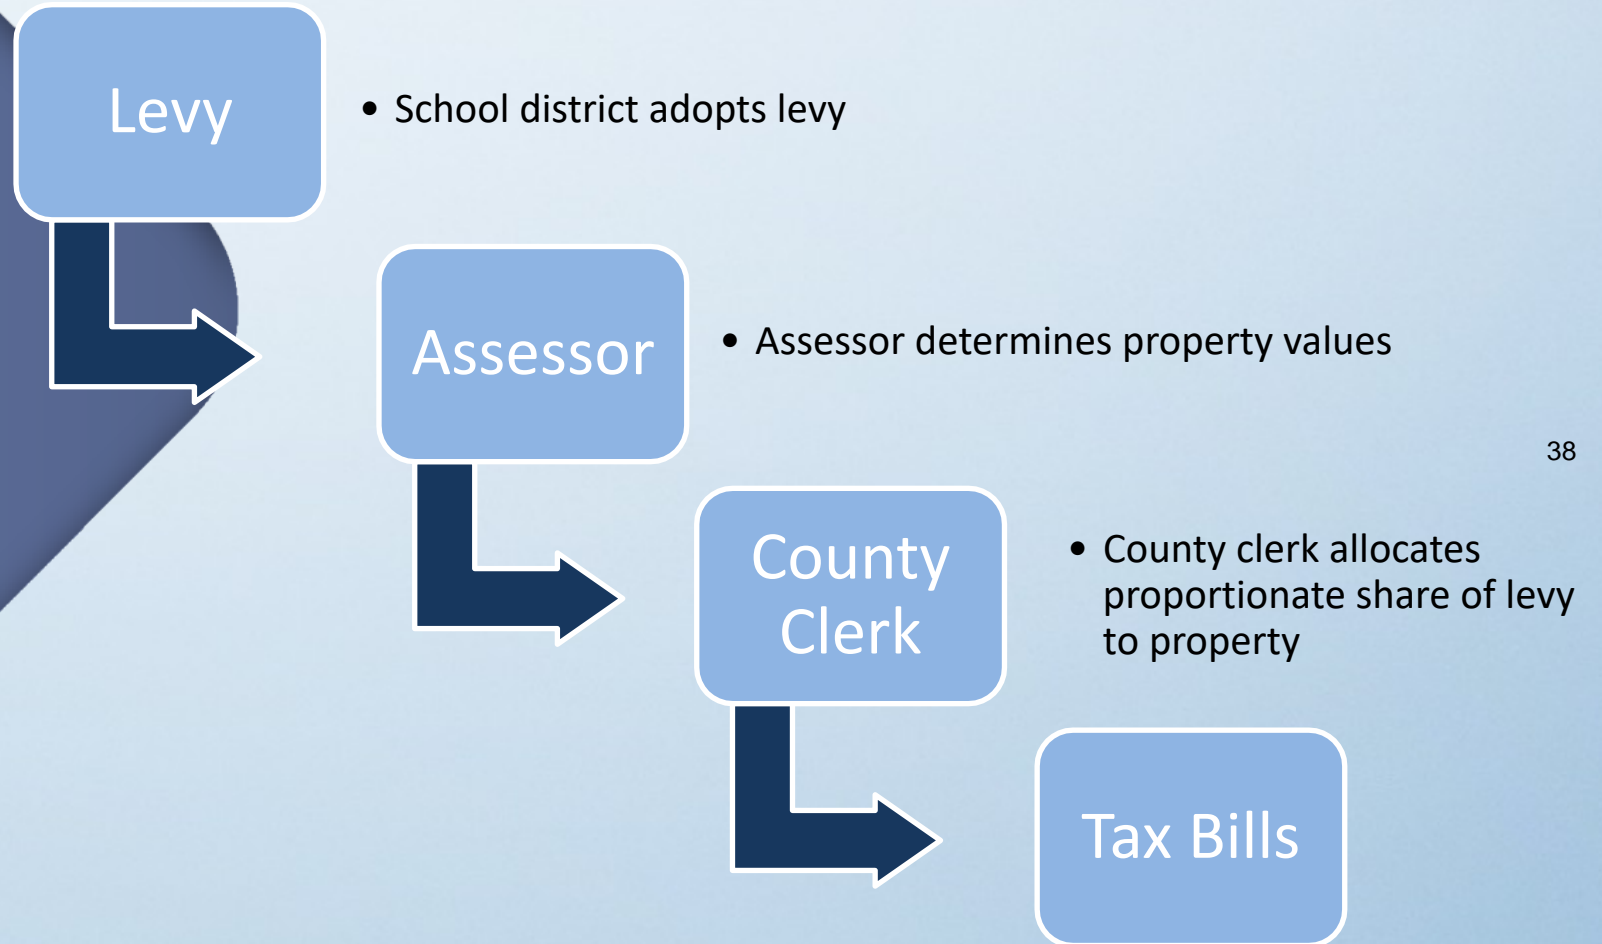 Levy
• School district adopts levy
Assessor
• Assessor determines property values
38
County
Clerk
• County clerk allocates
proportionate share of levy
to property
Tax Bills